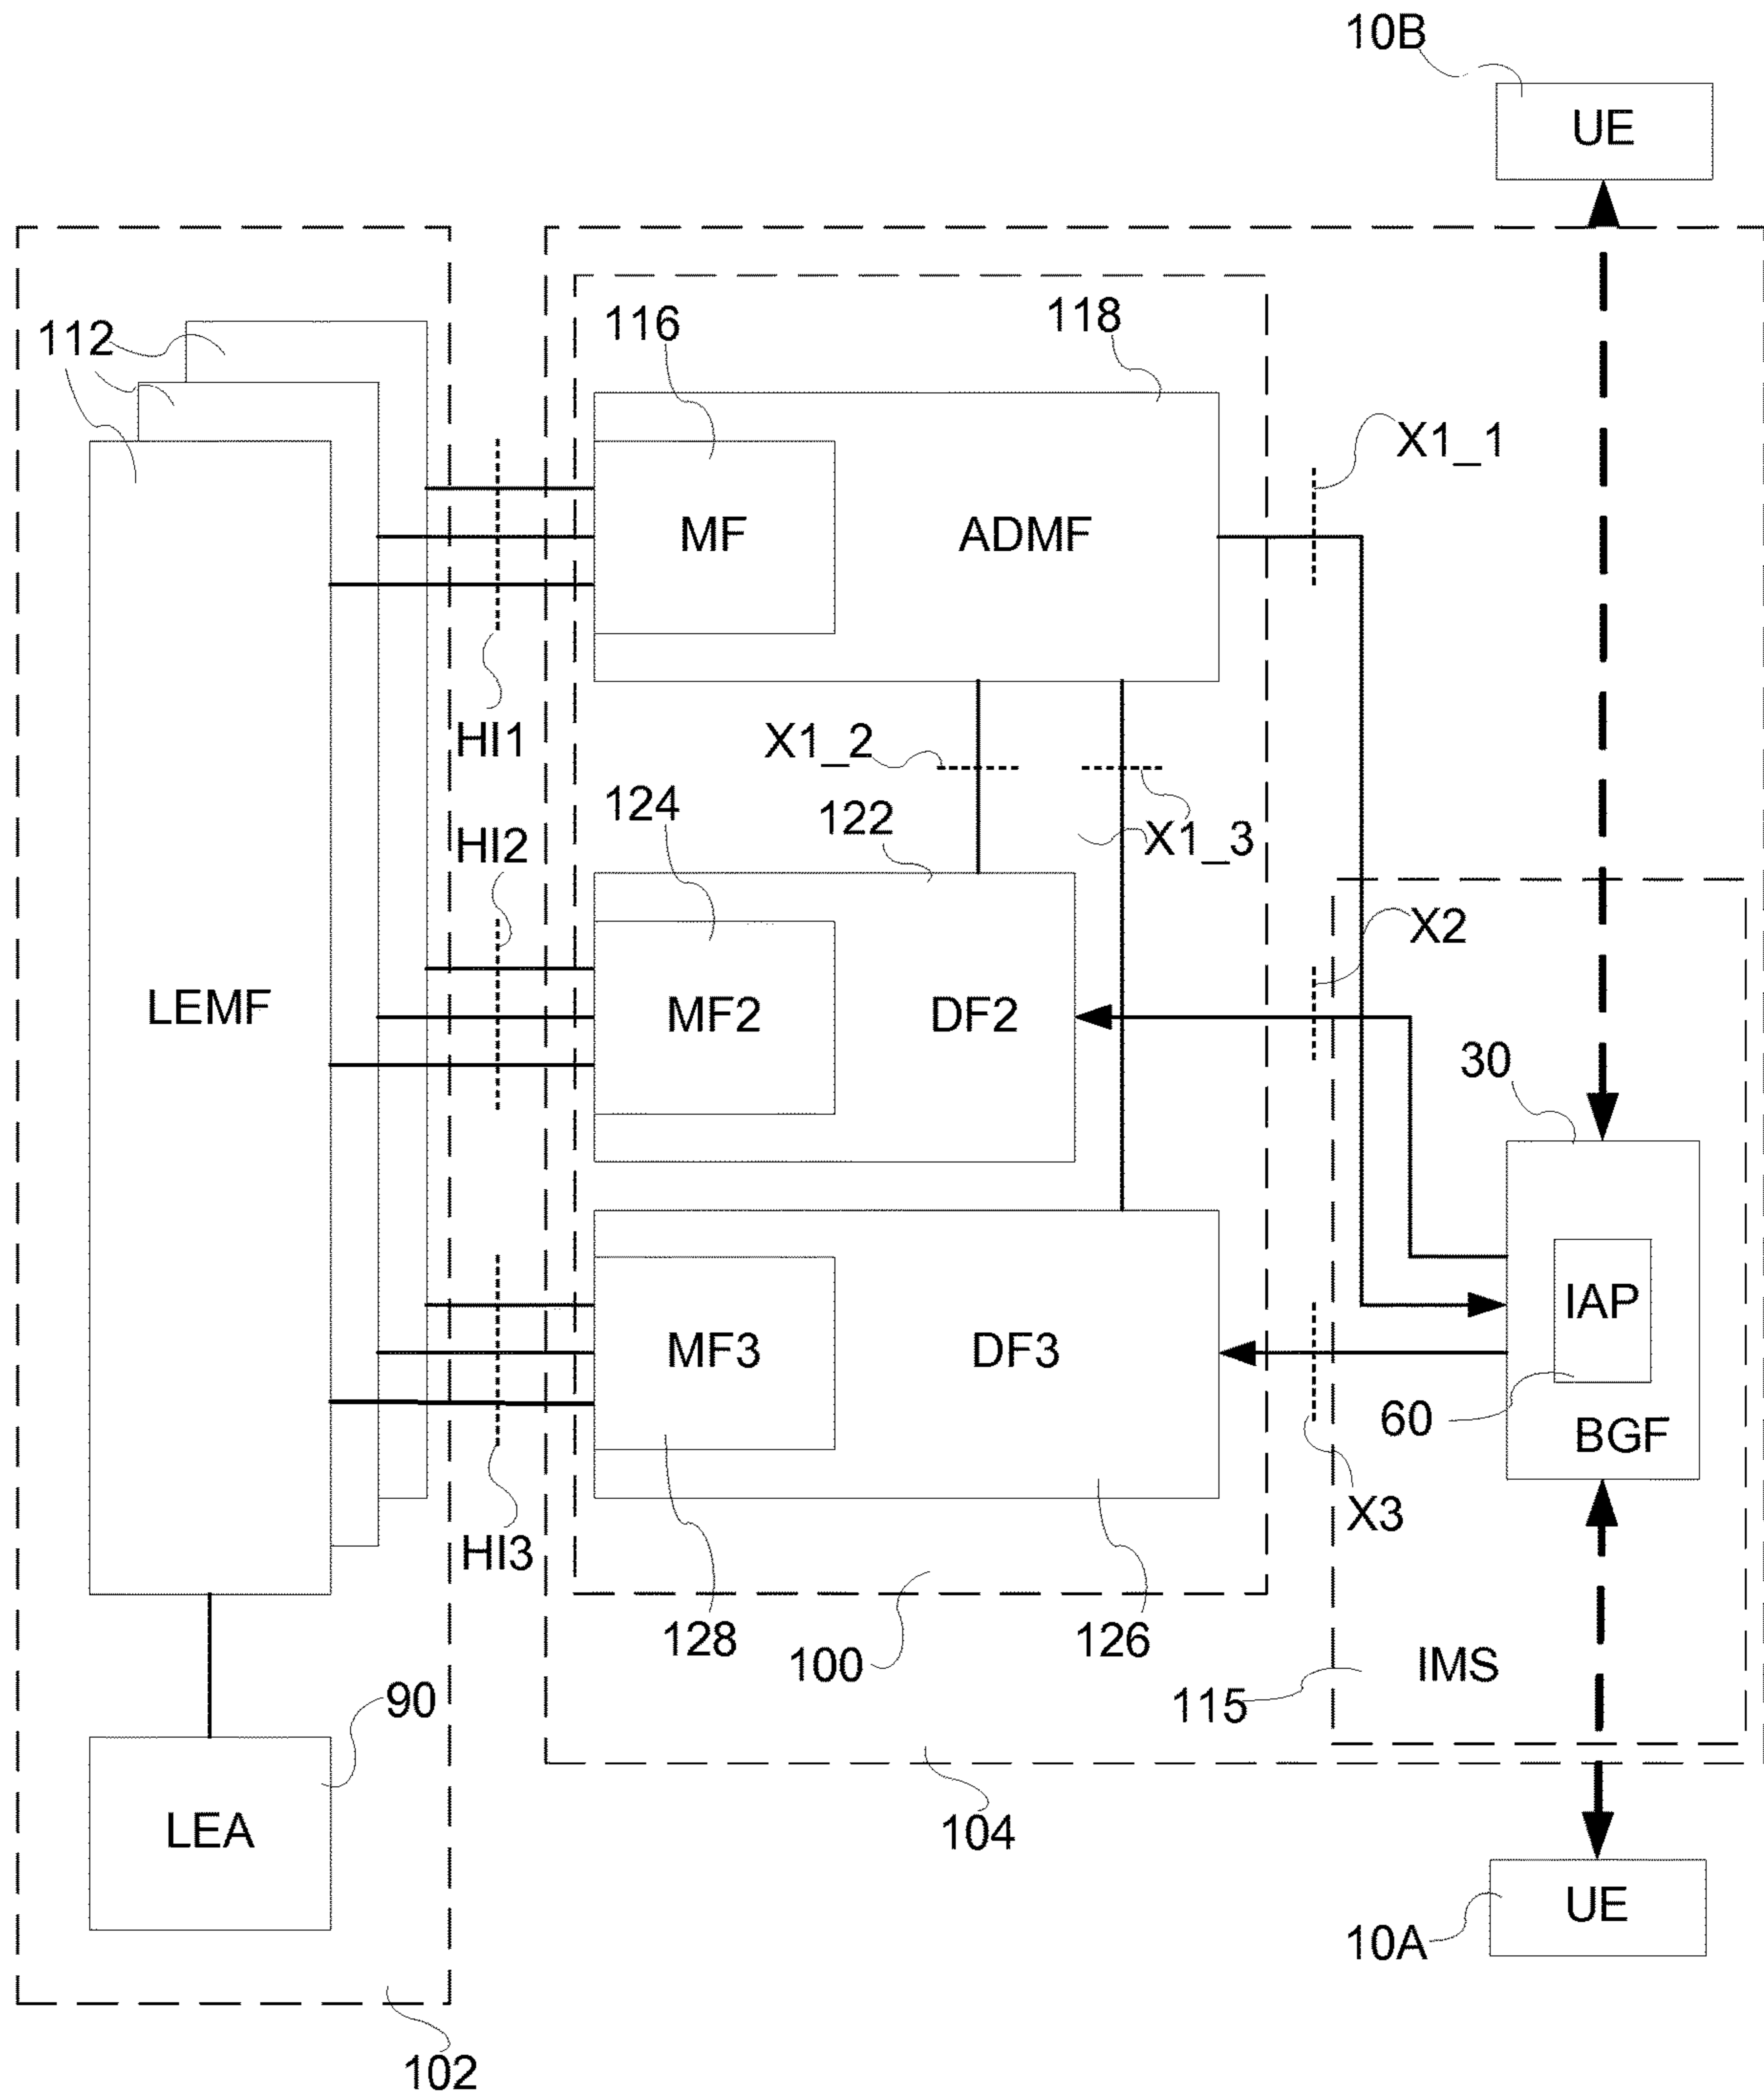 10B
UE
112
116
118
X1_1
MF
ADMF
HI1
X1_2
X1_3
124
122
HI2
X2
LEMF
MF2
DF2
30
IAP
MF3
DF3
60
BGF
X3
HI3
128
126
100
IMS
115
90
LEA
104
UE
10A
102